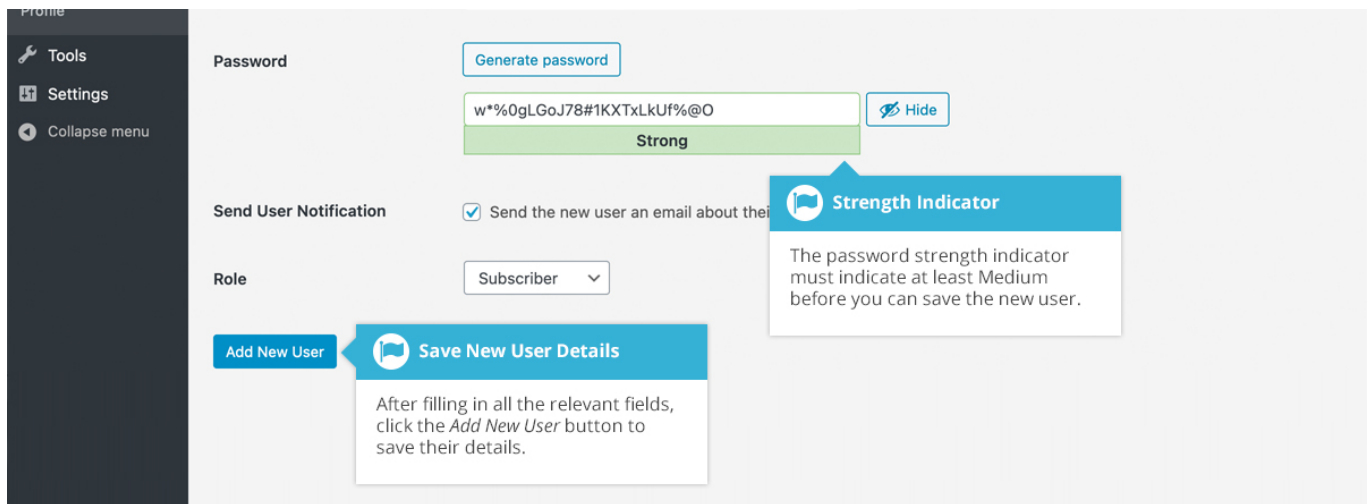 Profile
Tools
Settings
Collapse menu
Password
Generate password
w*%0gLGoJ78#1KXTxLkUf%@O
Hide
Strong
Send User Notification
Send the new user an email about thei
Role
Subscriber
Strength Indicator
The password strength indicator
must indicate at least Medium
before you can save the new user.
Add New User
Save New User Details
After filling in all the relevant fields,
click the Add New User button to
save their details.